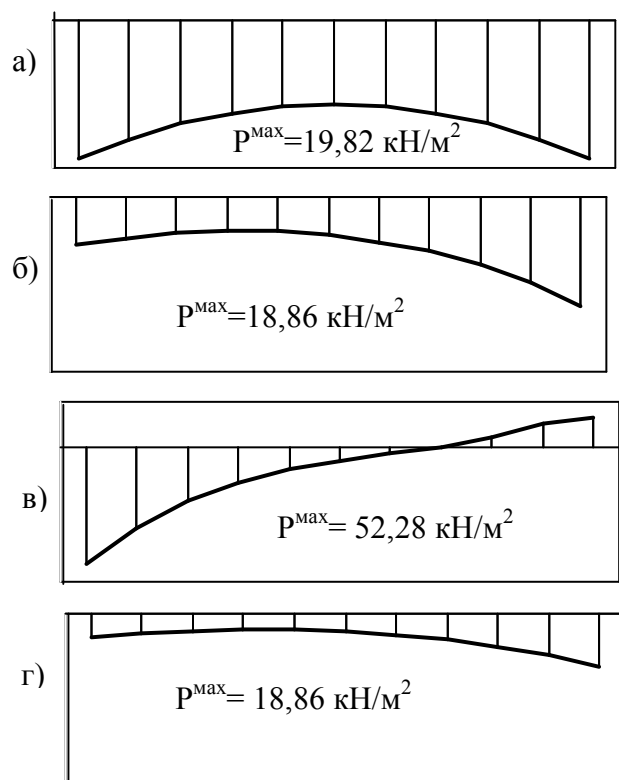 а)
Pмах=19,82 кН/м2
б)
Pмах=18,86 кН/м2
в)
Pмах= 52,28 кН/м2
г)
Pмах= 18,86 кН/м2